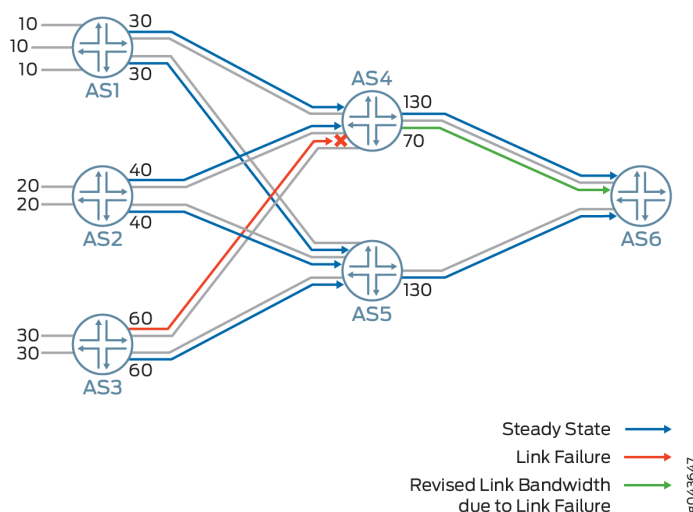 10
10
10
30
30
AS1
AS4
130
70
20
20
40
40
AS2
AS6
AS5
130
30
30
60
60
AS3
Steady State
Link Failure
Revised Link Bandwidth
due to Link Failure
g043647